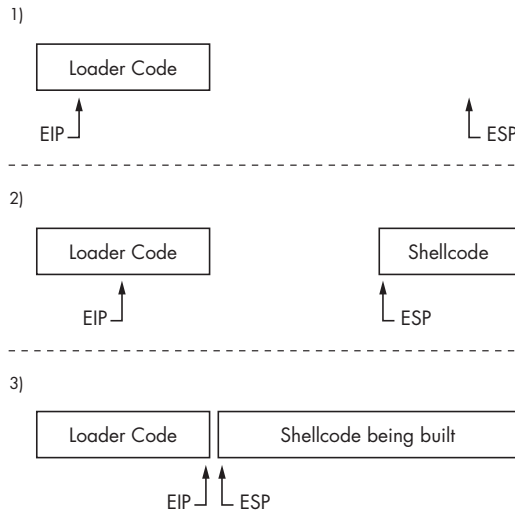 1)
Loader Code
EIP ESP
2)
Loader Code Shellcode
EIP ESP
3)
Loader Code Shellcode being built
EIP ESP